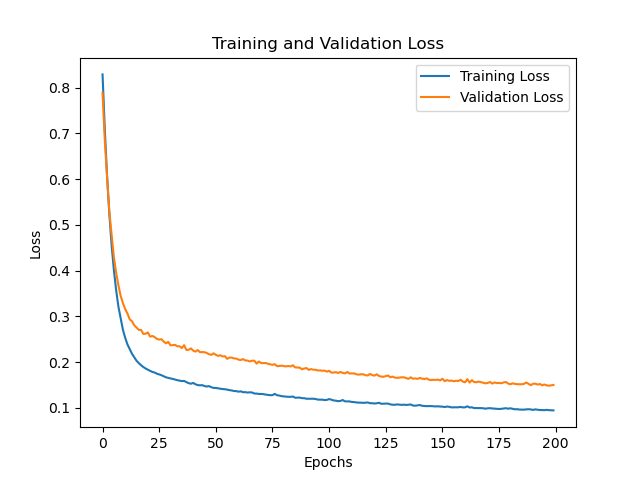 Training and Validation Loss
Training Loss
Validation Loss
0.8
0.7
0.6
0.5
0.4
0.3
0.2
0.1
Loss
0 25 50 75 100 125 150 175 200
Epochs